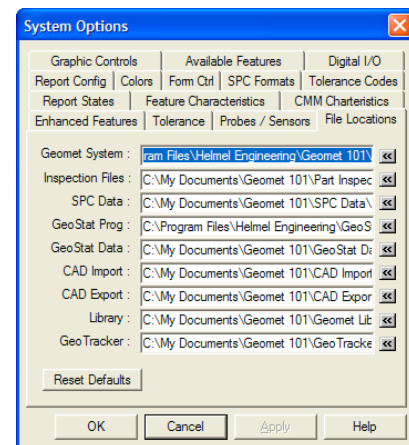 System Options
Graphic Controls Available Features Digital I/O
Report Config Colors Form Ctrl SPC Formats Tolerance Codes
Report States Feature Characteristics CMM Charteristics
Enhanced Features Tolerance Probes / Sensors File Locations
Geomet System : ram Files\Helmel Engineering\Geomet 101\ <<
Inspection Files : C:\My Documents\Geomet 101\Part Inspec <<
SPC Data : C:\My Documents\Geomet 101\SPC Data\ <<
GeoStat Prog : C:\Program Files\Helmel Engineering\GeoS <<
GeoStat Data : C:\My Documents\Geomet 101\GeoStat Da <<
CAD Import : C:\My Documents\Geomet 101\CAD Import <<
CAD Export : C:\My Documents\Geomet 101\CAD Expor <<
Library : C:\My Documents\Geomet 101\Geomet Lib <<
GeoTracker : C:\My Documents\Geomet 101\GeoTracke <<
Reset Defaults
OK Cancel Apply Help